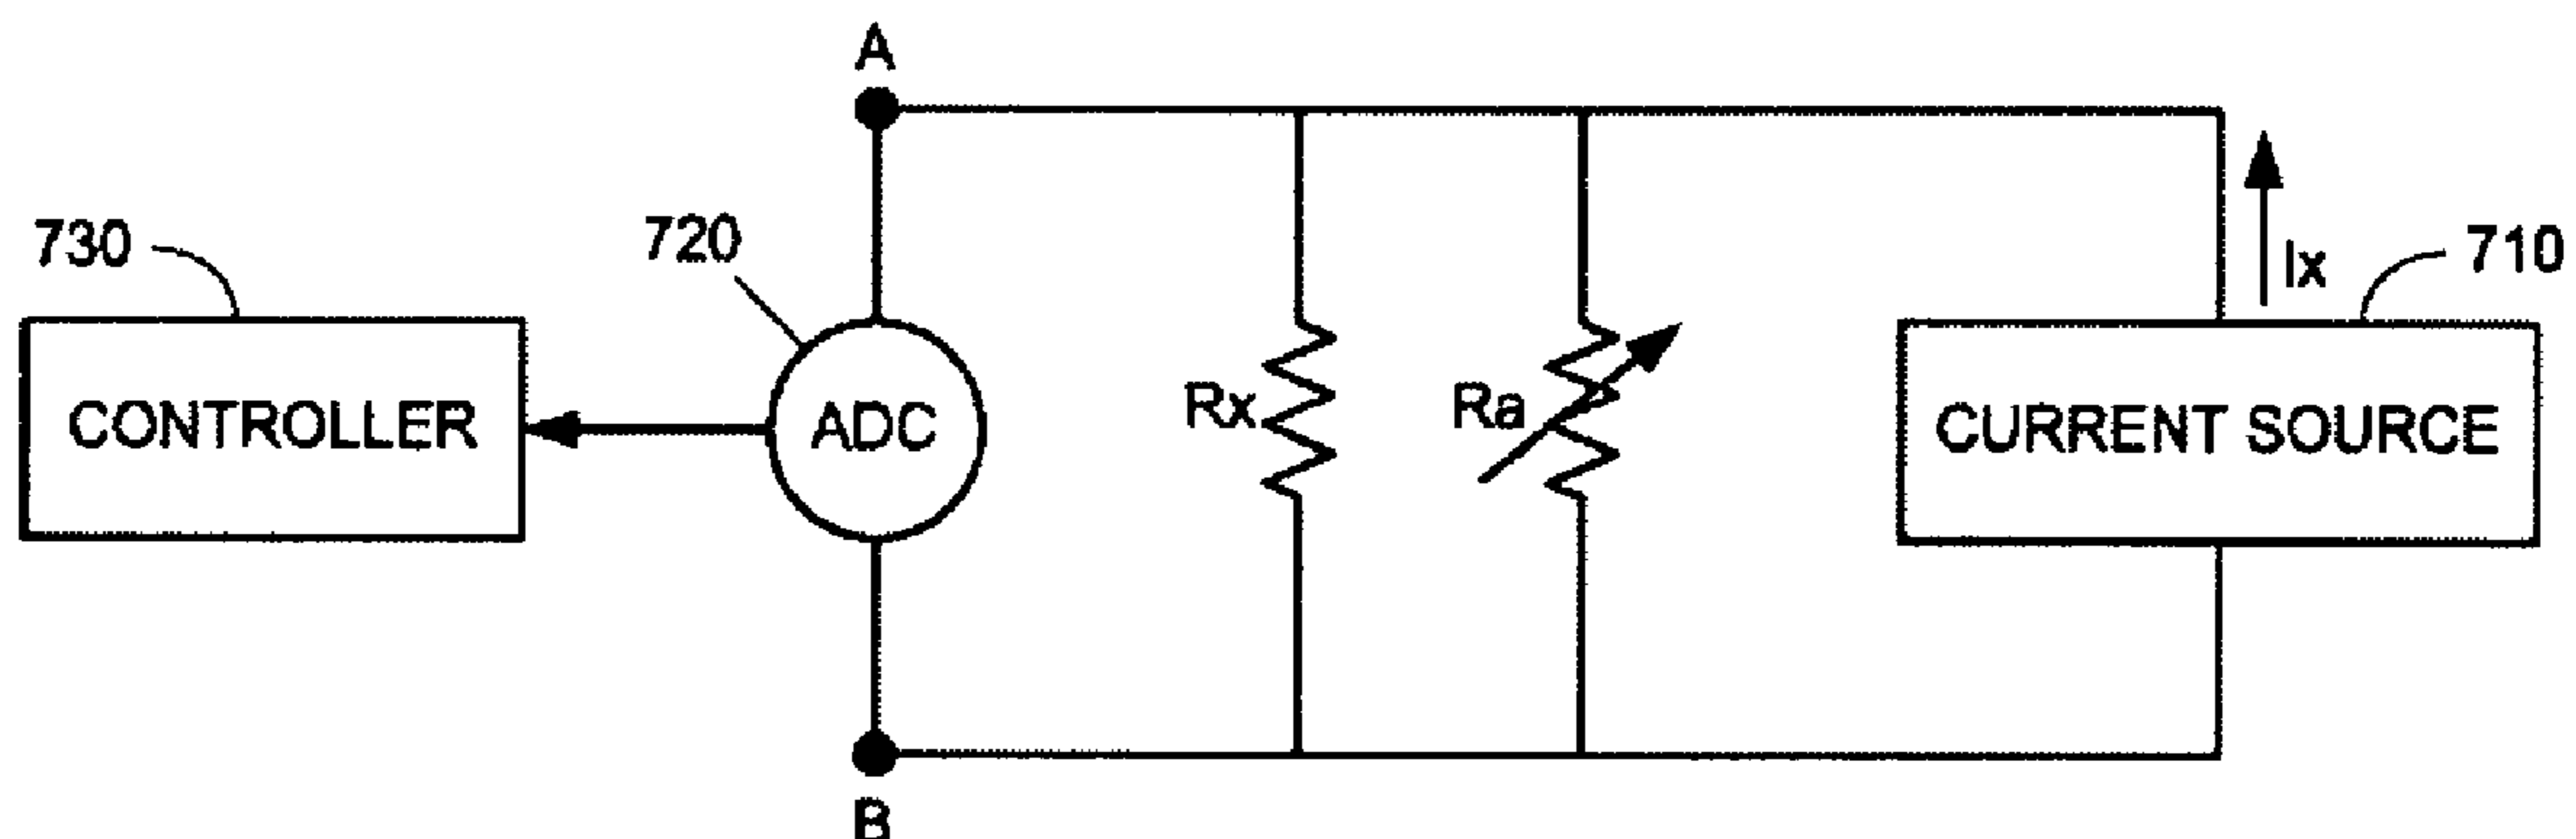 A
730
720
Ix
710
CONTROLLER
ADC
Rx
Ra
CURRENT SOURCE
B